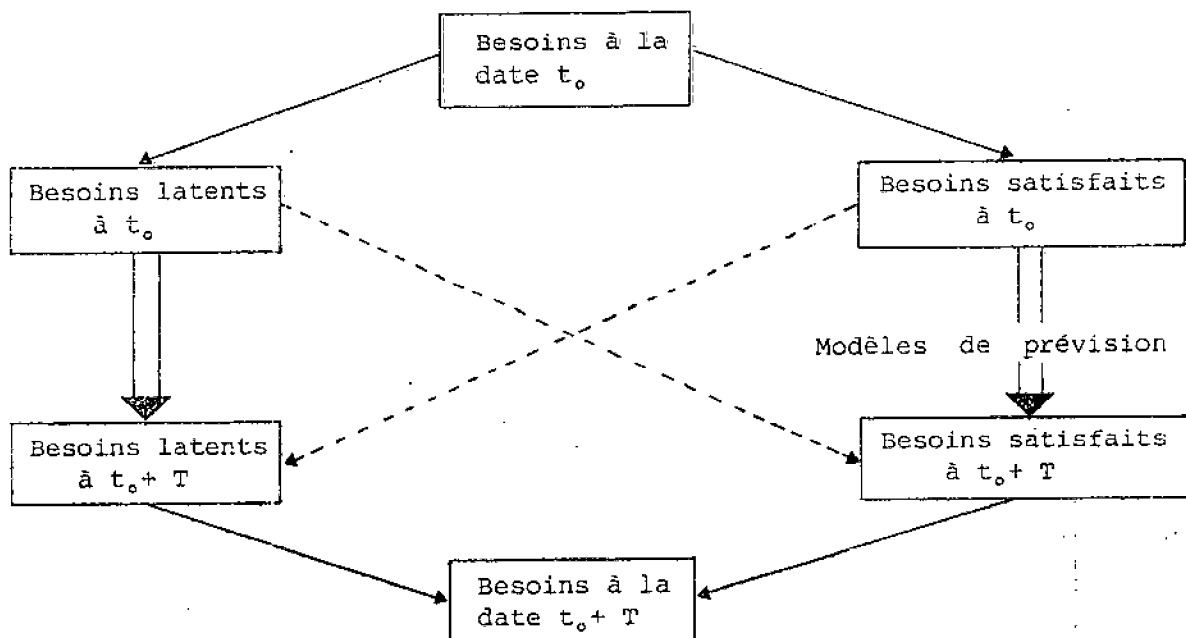 Besoins à la
date t₀
Besoins latents
à t₀
Besoins satisfaits
à t₀
Modèles de prévision
Besoins latents
à t₀+ T
Besoins satisfaits
à t₀+ T
Besoins à la
date t₀+ T